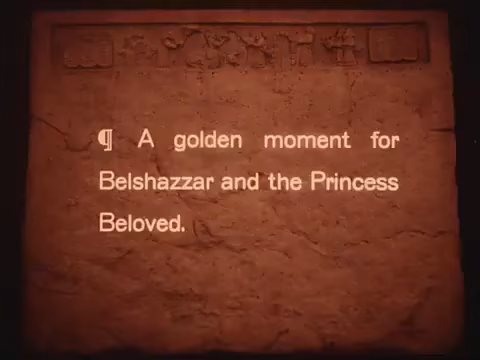 ¶ A golden moment for
Belshazzar and the Princess
Beloved.